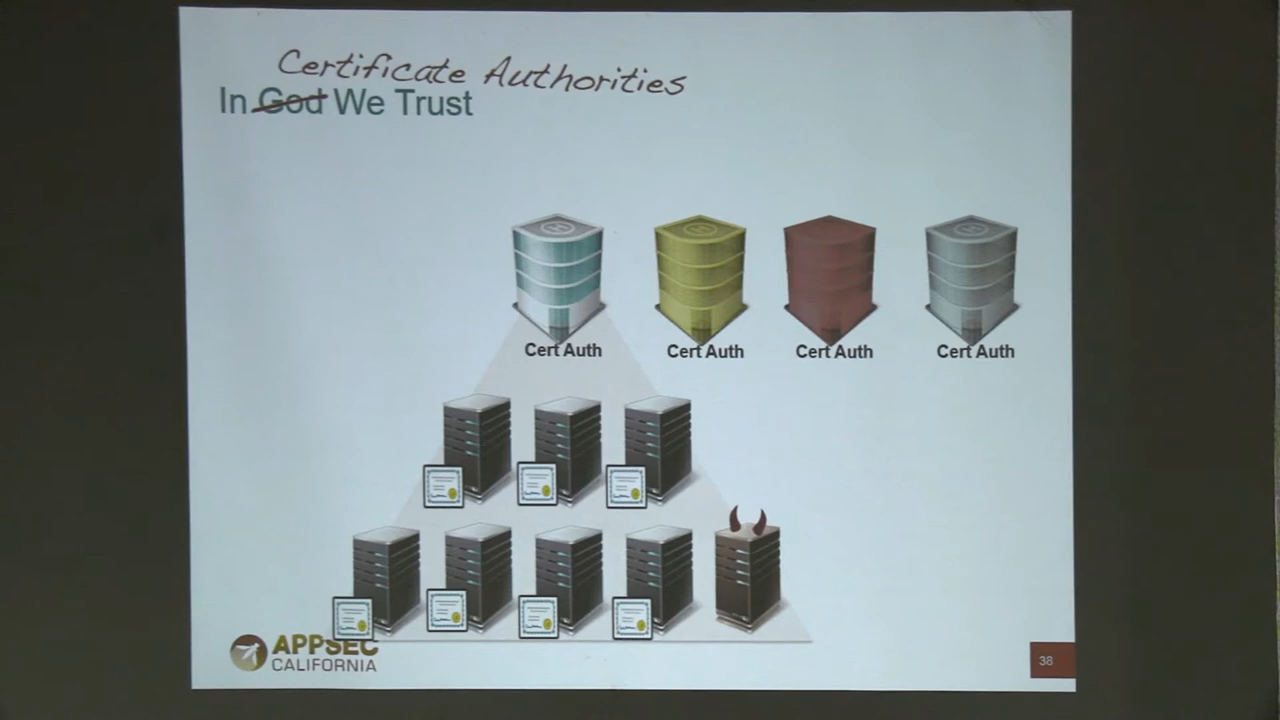 Certificate Authorities
In God We Trust
Cert Auth
Cert Auth
Cert Auth
Cert Auth
APPSEC
CALIFORNIA
38